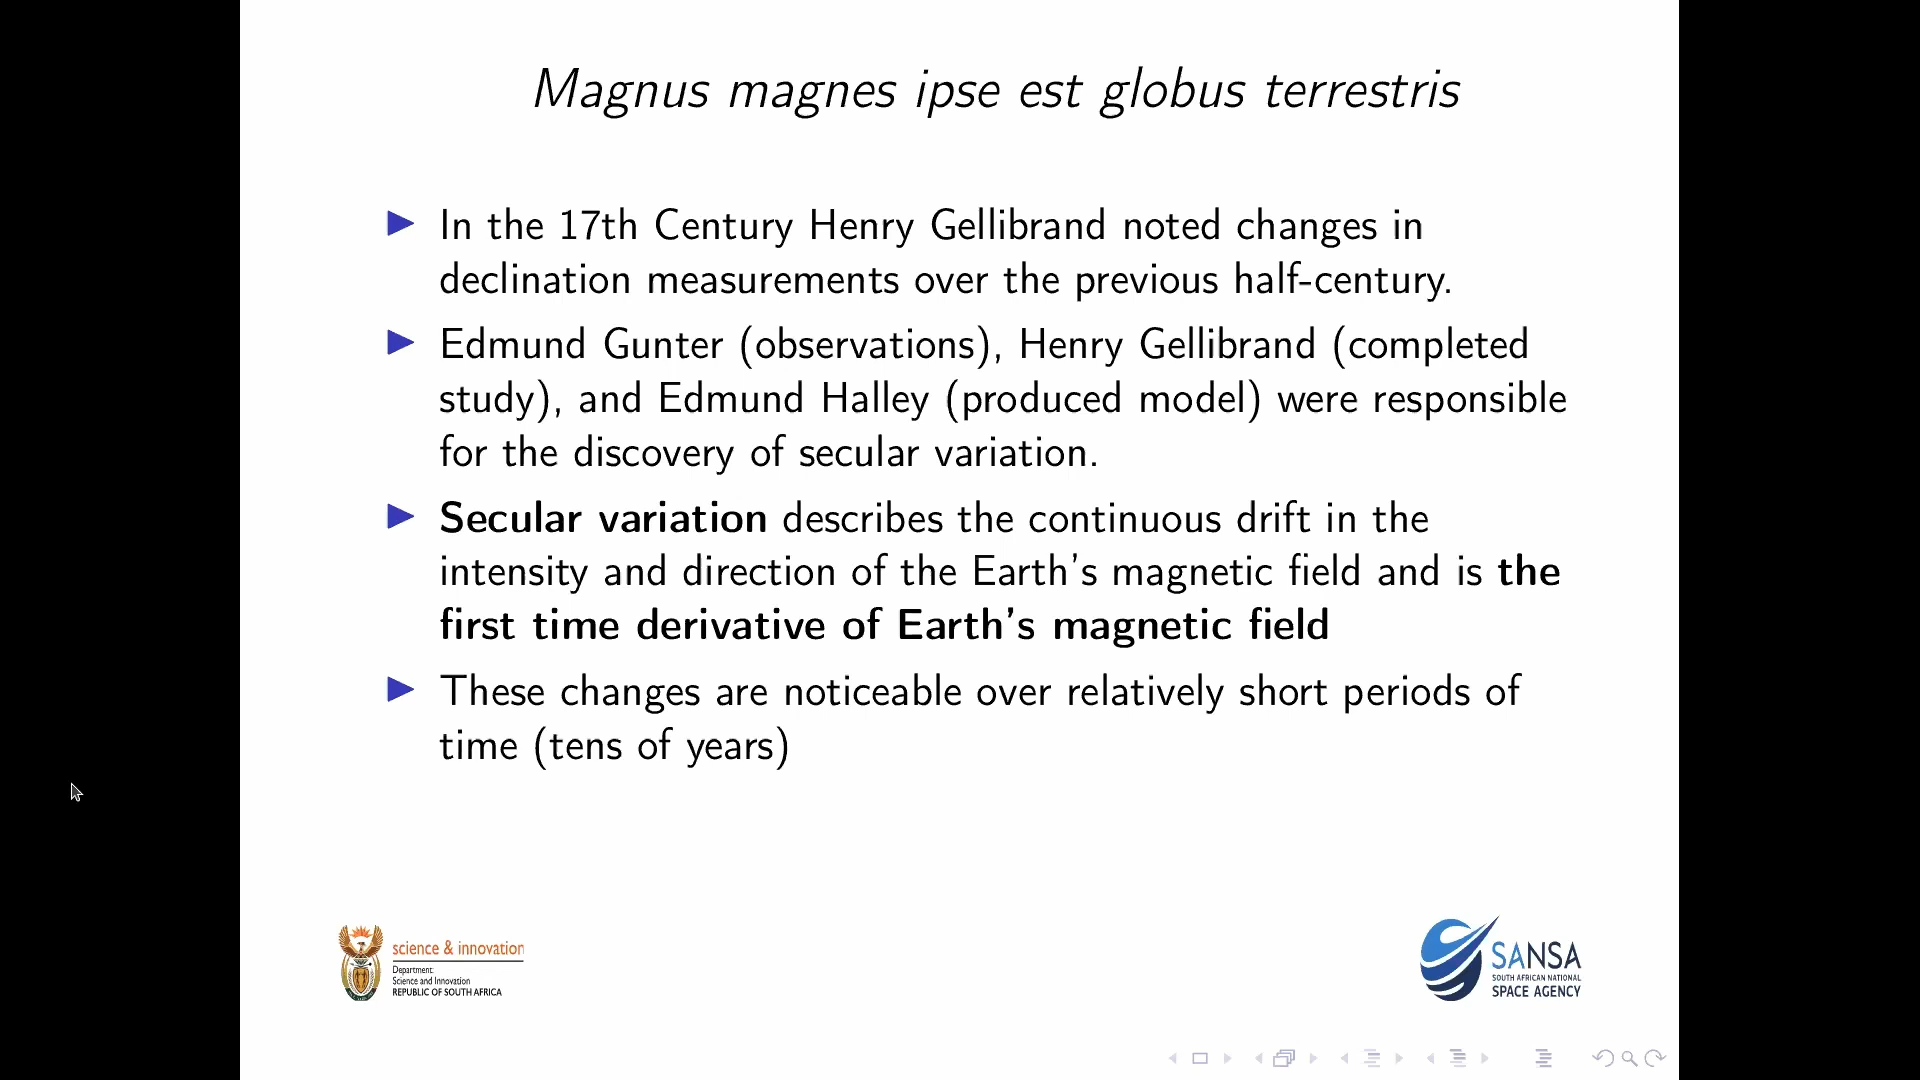 Magnus magnes ipse est globus terrestris
In the 17th Century Henry Gellibrand noted changes in
declination measurements over the previous half-century.
Edmund Gunter (observations), Henry Gellibrand (completed
study), and Edmund Halley (produced model) were responsible
for the discovery of secular variation.
Secular variation describes the continuous drift in the
intensity and direction of the Earth's magnetic field and is the
first time derivative of Earth's magnetic field
These changes are noticeable over relatively short periods of
time (tens of years)
science & innovation
Department:
Science and Innovation
REPUBLIC OF SOUTH AFRICA
SANSA
SOUTH AFRICAN NATIONAL
SPACE AGENCY